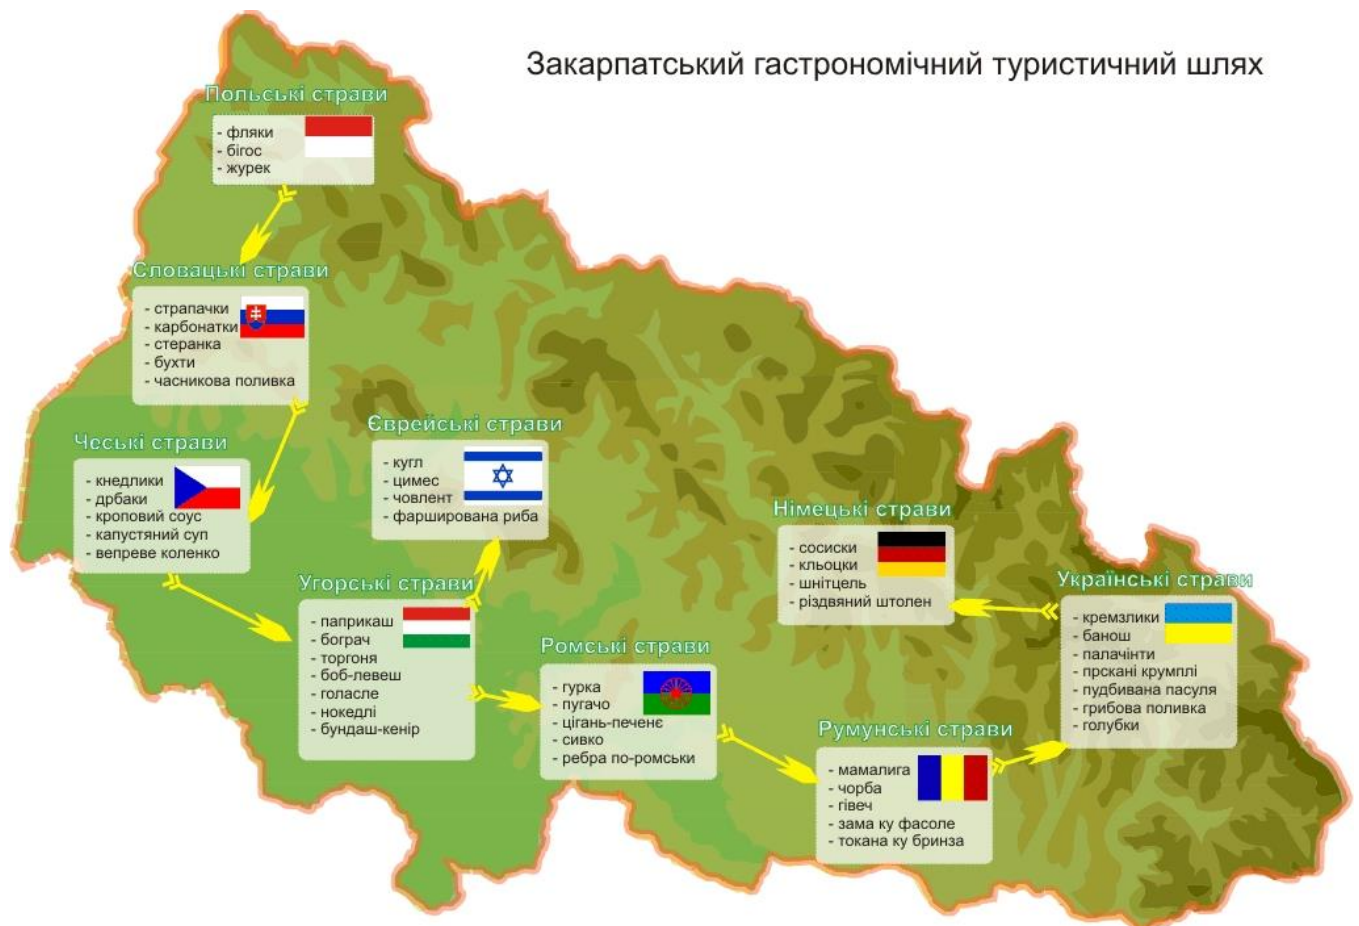 Закарпатський гастрономічний туристичний шлях
Польські страви
- фляки
- бігос
- журек
Словацькі страви
- страпачки
- карбонатки
- стеранка
- бухти
- часникова поливка
Чеські страви
- кнедлики
- дрбаки
- кроповий соус
- капустяний суп
- вепреве коленко
Єврейські страви
- кугл
- цимес
- човлент
- фарширована риба
Угорські страви
- паприкаш
- бограч
- торгоня
- боб-левеш
- голасле
- нокедлі
- бундаш-кенір
Ромські страви
- гурка
- пугачо
- цігань-печенє
- сивко
- ребра по-ромськи
Німецькі страви
- сосиски
- кльоцки
- шнітцель
- різдвяний штолен
Румунські страви
- мамалига
- чорба
- гівеч
- зама ку фасоле
- токана ку бринза
Українські страви
- кремзлики
- банош
- палачінти
- прскані крумплі
- пудбивана пасуля
- грибова поливка
- голубки